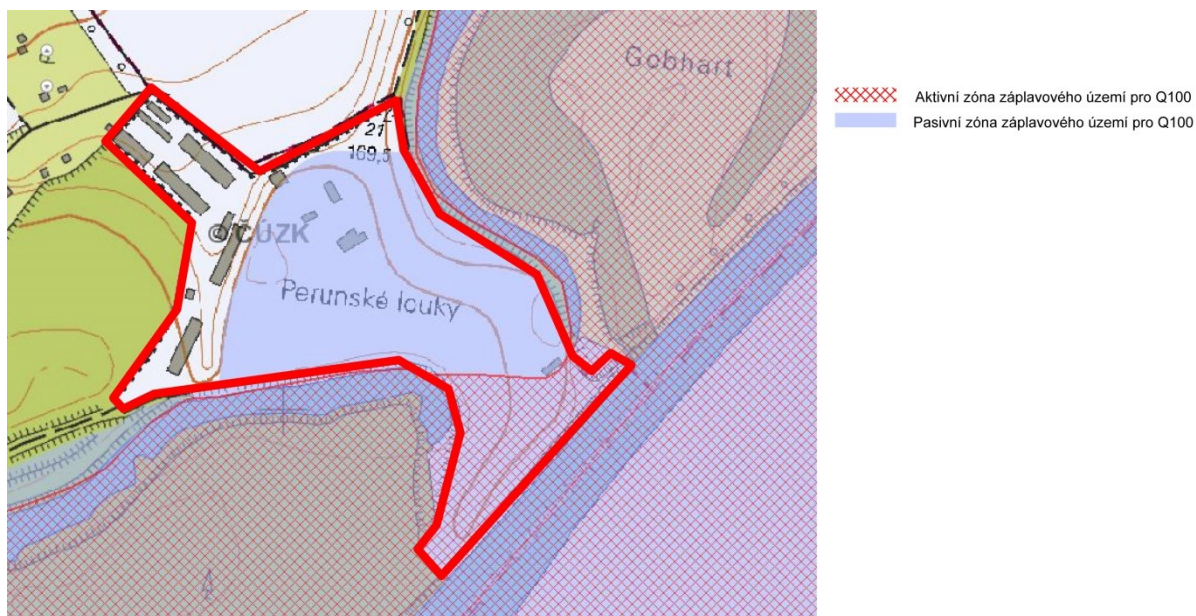 Gobhart
21
169,5
© ČÚZK
Perunské louky
Aktivní zóna záplavového území pro Q100
Pasivní zóna záplavového území pro Q100